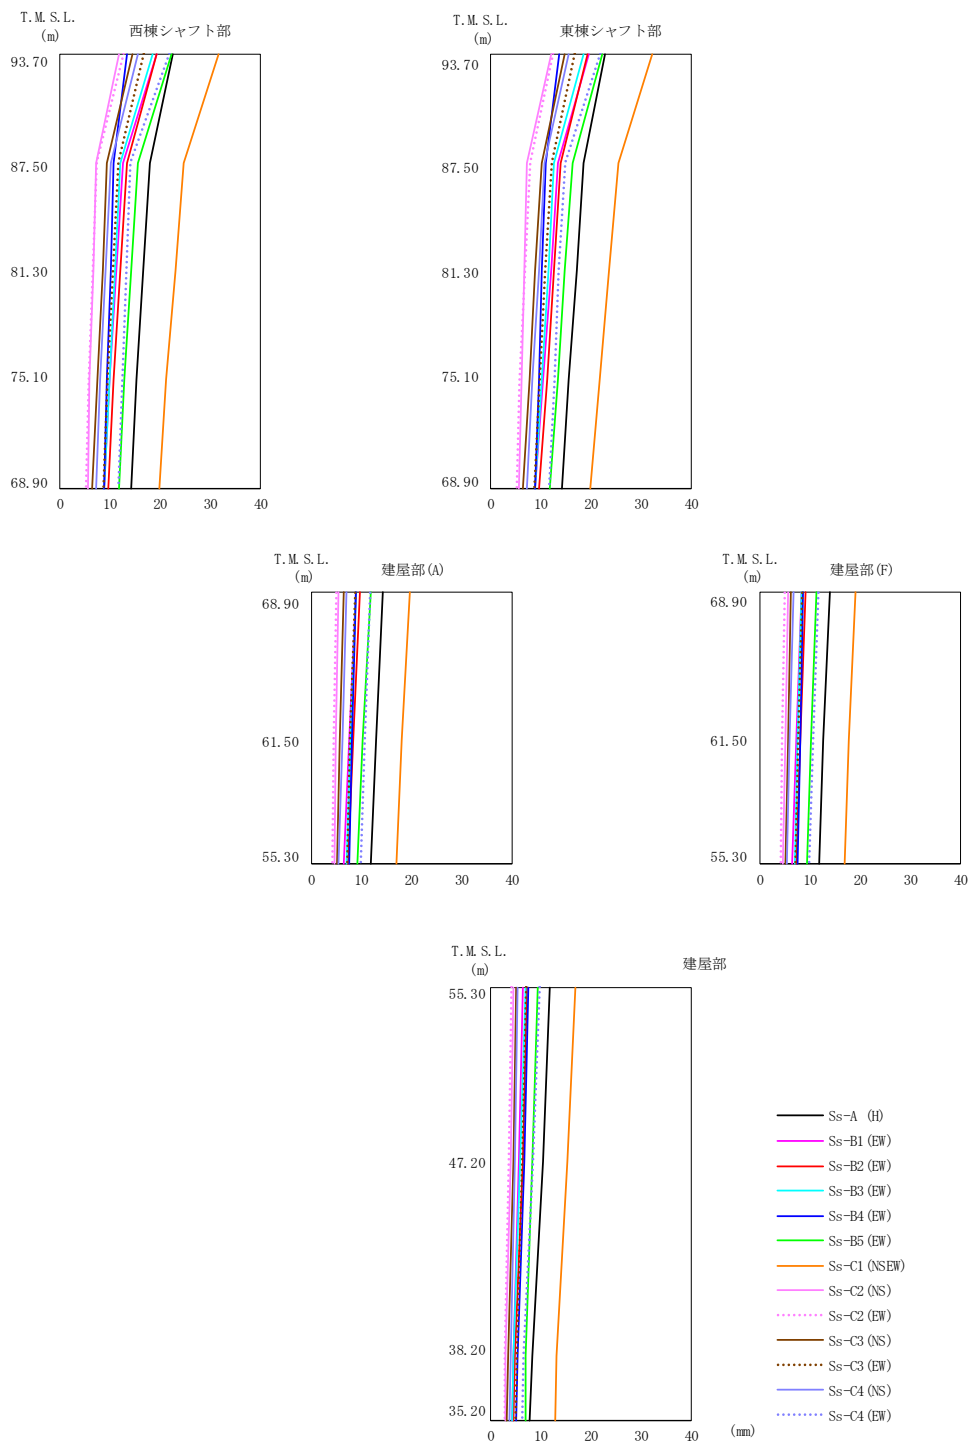 T.M.S.L.
(m)
西棟シャフト部
93.70
87.50
81.30
75.10
68.90
0 10 20 30 40
T.M.S.L.
(m)
東棟シャフト部
93.70
87.50
81.30
75.10
68.90
0 10 20 30 40
T.M.S.L.
(m)
建屋部(A)
68.90
61.50
55.30
0 10 20 30 40
T.M.S.L.
(m)
建屋部(F)
68.90
61.50
55.30
0 10 20 30 40
T.M.S.L.
(m)
建屋部
55.30
47.20
38.20
35.20
0 10 20 30 40
(mm)
Ss-A (H)
Ss-B1(EW)
Ss-B2(EW)
Ss-B3(EW)
Ss-B4(EW)
Ss-B5(EW)
Ss-C1(NSEW)
Ss-C2(NS)
Ss-C2(EW)
Ss-C3(NS)
Ss-C3(EW)
Ss-C4(NS)
Ss-C4(EW)